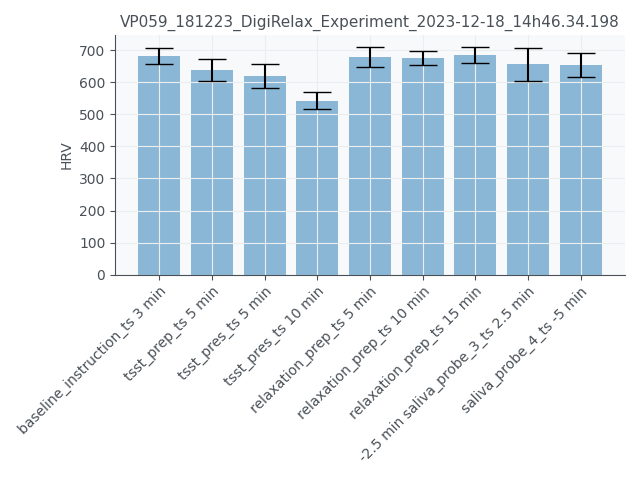 VP059_181223_DigiRelax_Experiment_2023-12-18_14h46.34.198
700
600
500
400
300
200
100
0
HRV
baseline_instruction_ts 3 min
tsst_prep_ts 5 min
tsst_pres_ts 5 min
tsst_pres_ts 10 min
relaxation_prep_ts 5 min
relaxation_prep_ts 10 min
relaxation_prep_ts 15 min
-2.5 min saliva_probe_3_ts 2.5 min
saliva_probe_4_ts -5 min